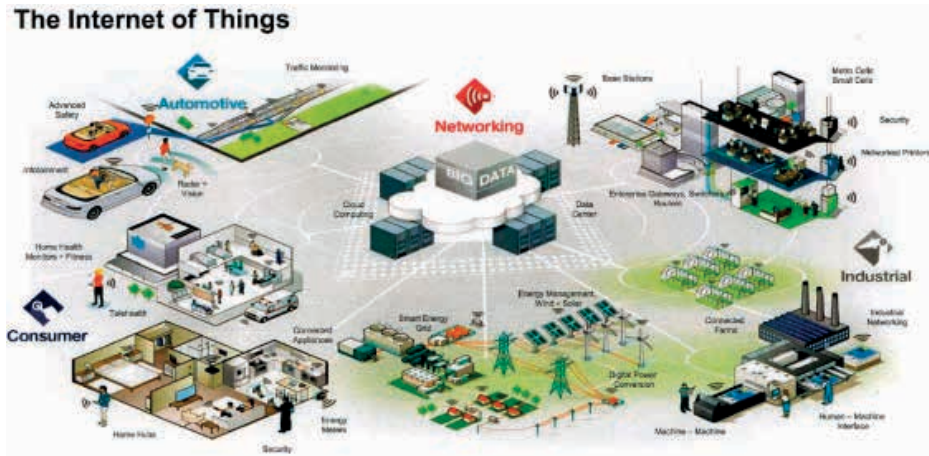 The Internet of Things
Traffic Monitoring
Advanced
Safety
Automotive
Base Stations
Metro Cells
Small Cells
Networking
Security
Infotainment
Radar +
Vision
BIG DATA
Networked Printers
Cloud
Computing
Data
Center
Enterprise Gateways, Switches +
Routers
Home Health
Monitors + Fitness
Industrial
Consumer
Telehealth
Connected
Appliances
Smart Energy
Grid
Energy Management,
Wind + Solar
Connected
Farms
Industrial
Networking
Digital Power
Conversion
Home Hubs
Security
Energy
Meters
Machine – Machine
Human – Machine
Interface